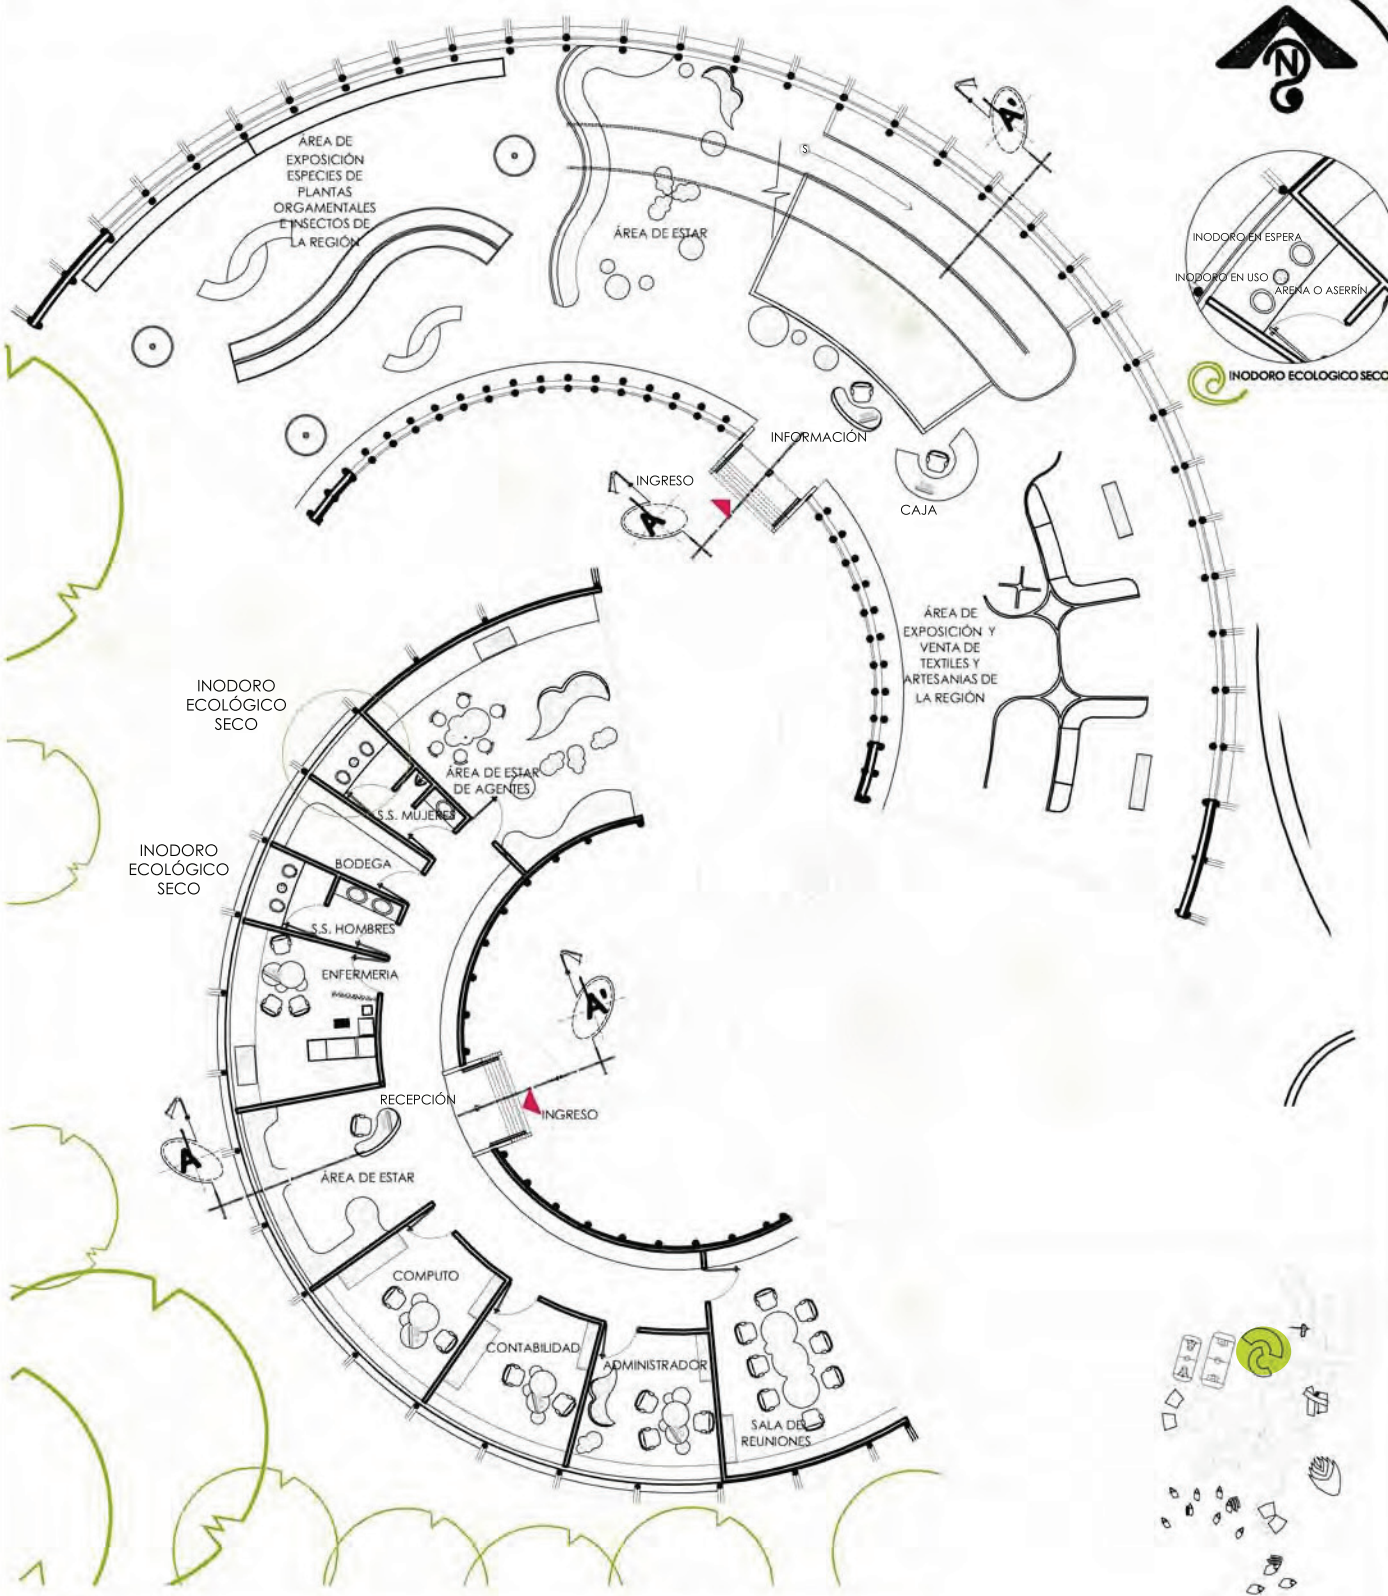 N
ÁREA DE
EXPOSICIÓN
ESPECIES DE
PLANTAS
ORGAMENTALES
E INSECTOS DE
LA REGIÓN
ÁREA DE ESTAR
S
A'
INODORO EN ESPERA
INODORO EN USO
ARENA O ASERRÍN
INODORO ECOLOGICO SECO
INFORMACIÓN
INGRESO
A
CAJA
ÁREA DE
EXPOSICIÓN Y
VENTA DE
TEXTILES Y
ARTESANIAS DE
LA REGIÓN
INODORO
ECOLÓGICO
SECO
ÁREA DE ESTAR
DE AGENTES
S.S. MUJERES
INODORO
ECOLÓGICO
SECO
BODEGA
S.S. HOMBRES
ENFERMERIA
A'
RECEPCIÓN
INGRESO
A
ÁREA DE ESTAR
COMPUTO
CONTABILIDAD
ADMINISTRADOR
SALA DE
REUNIONES